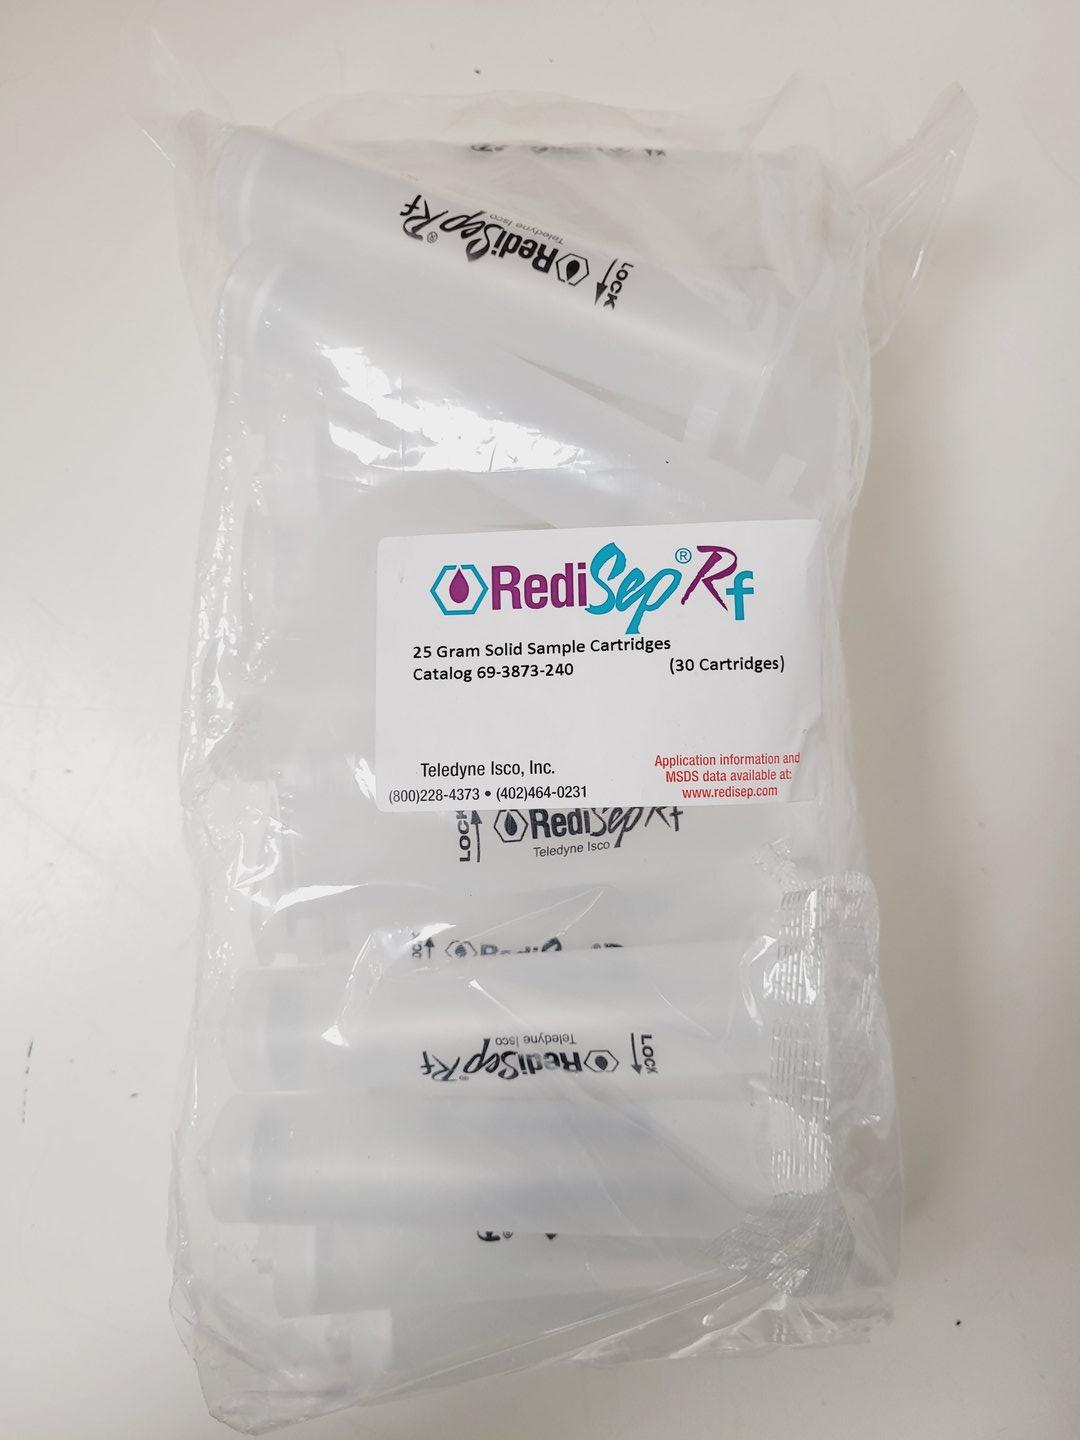 RediSep® Rf
Teledyne Isco
LOCK
RediSep®Rf
25 Gram Solid Sample Cartridges
Catalog 69-3873-240 (30 Cartridges)
Teledyne Isco, Inc.
(800)228-4373 • (402)464-0231
Application information and
MSDS data available at:
www.redisep.com
LOCK
RediSep Rf
Teledyne Isco
LOCK
RediSep® Rf
Teledyne Isco